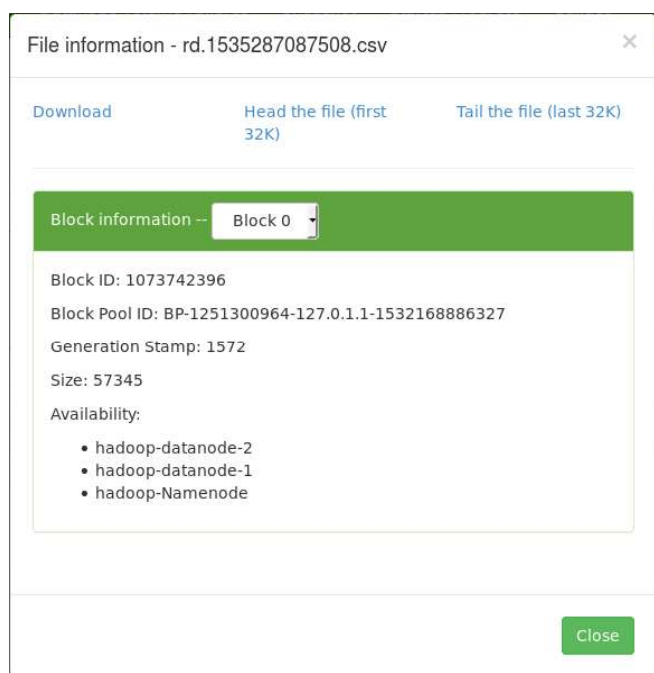 File information - rd.1535287087508.csv
×
Download
Head the file (first
32K)
Tail the file (last 32K)
Block information --
Block 0
Block ID: 1073742396
Block Pool ID: BP-1251300964-127.0.1.1-1532168886327
Generation Stamp: 1572
Size: 57345
Availability:
• hadoop-datanode-2
• hadoop-datanode-1
• hadoop-Namenode
Close